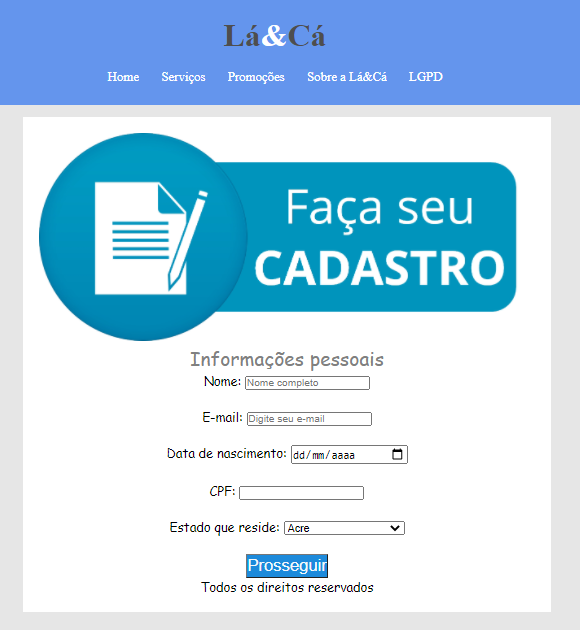 Lá&Cá
Home Serviços Promoções Sobre a Lá&Cá LGPD
Faça seu
CADASTRO
Informações pessoais
Nome: Nome completo
E-mail: Digite seu e-mail
Data de nascimento: dd/mm/aaaa
CPF:
Estado que reside: Acre
Prosseguir
Todos os direitos reservados